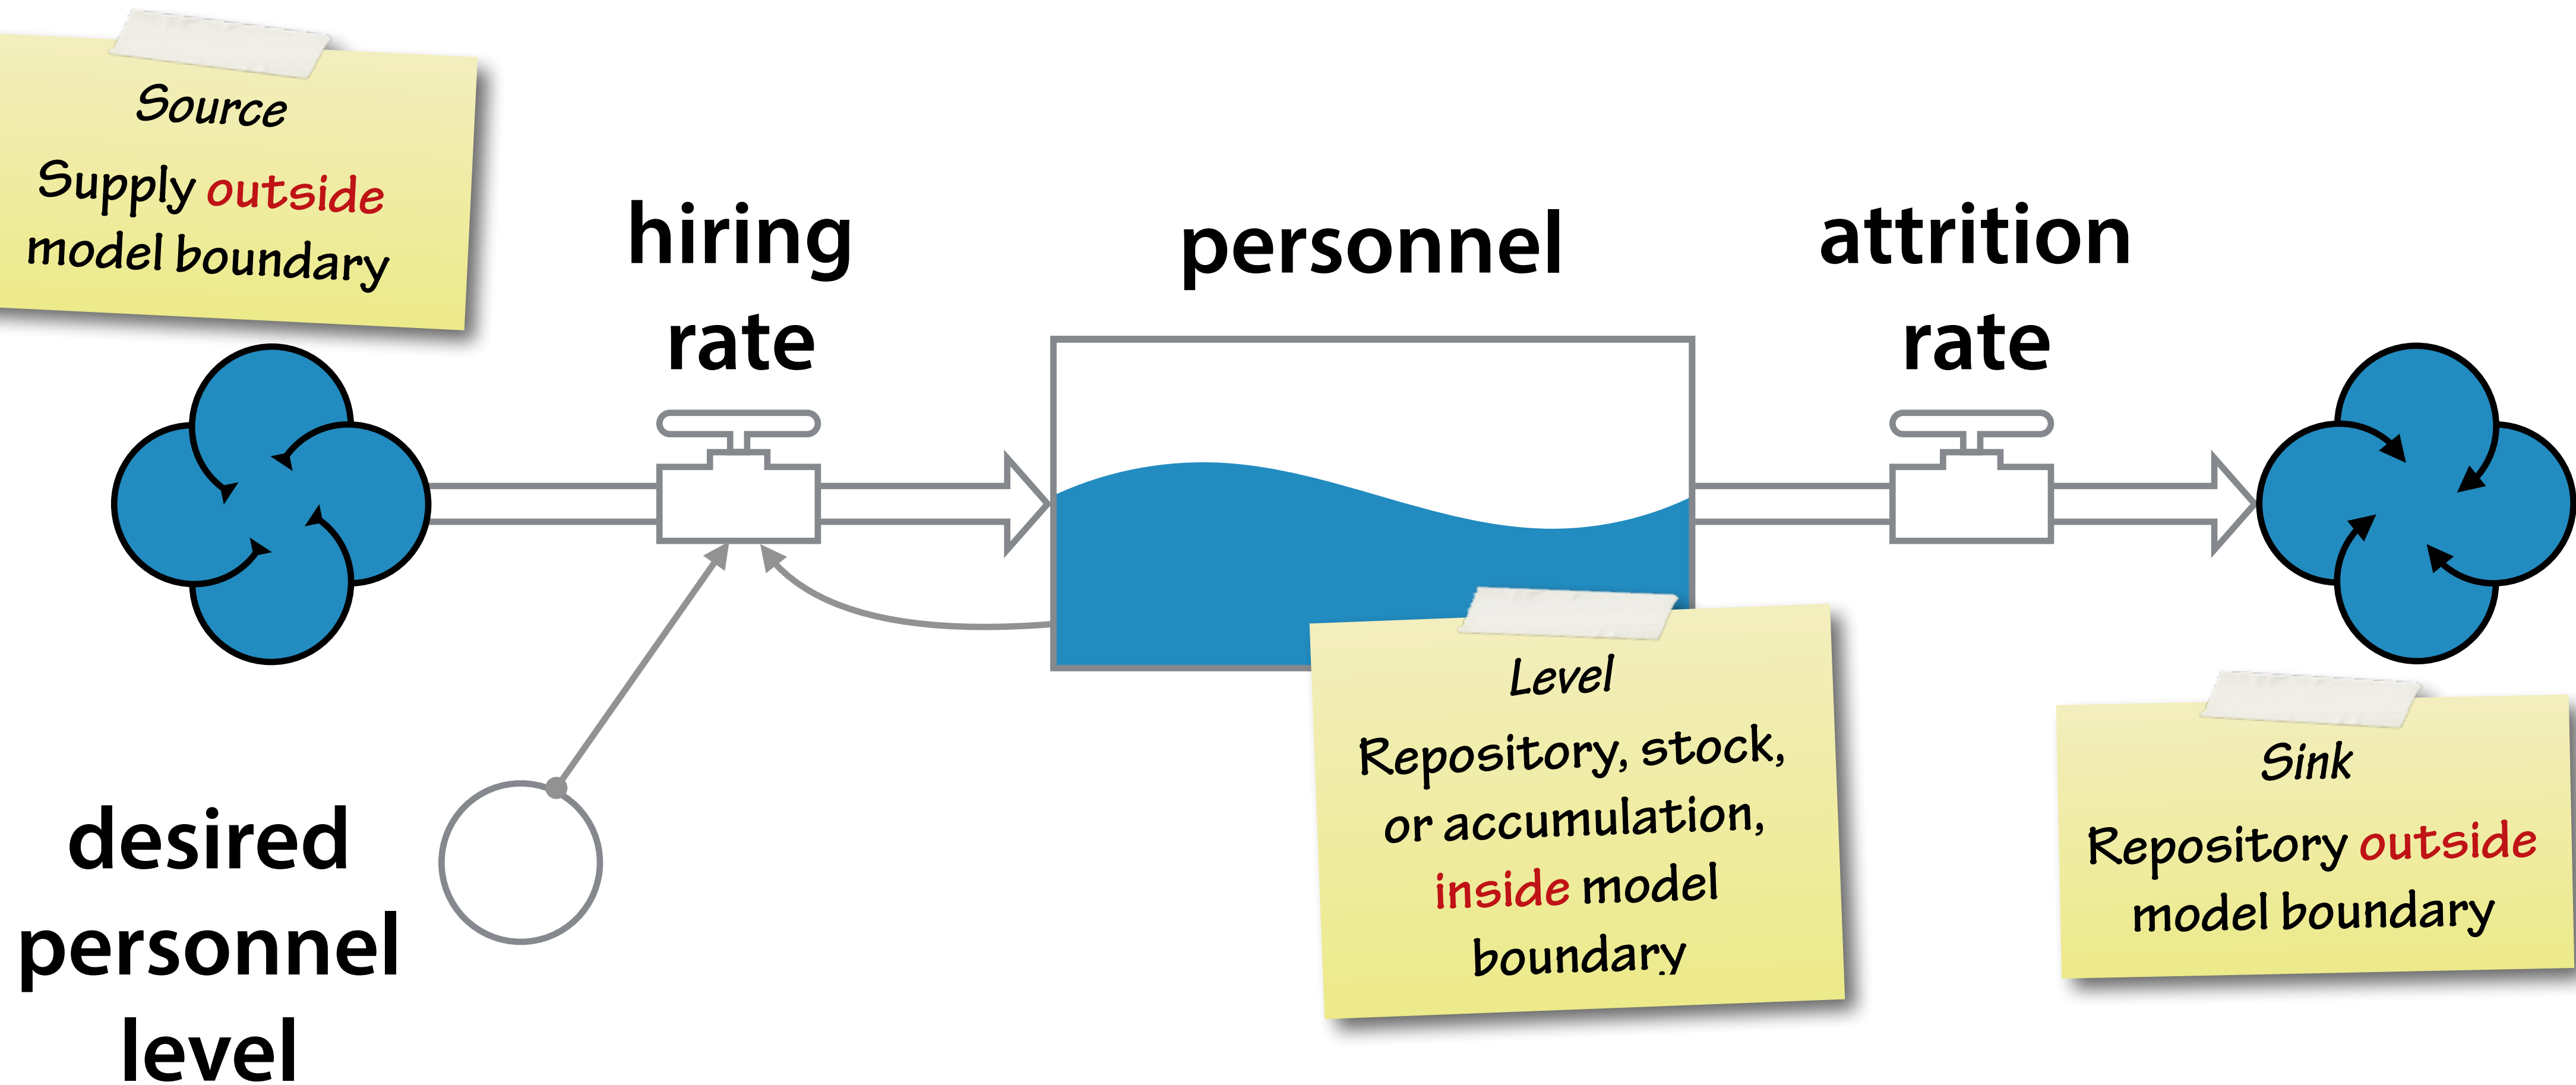 Source
Supply outside
model boundary
hiring
rate
personnel
attrition
rate
desired
personnel
level
Level
Repository, stock,
or accumulation,
inside model
boundary
Sink
Repository outside
model boundary